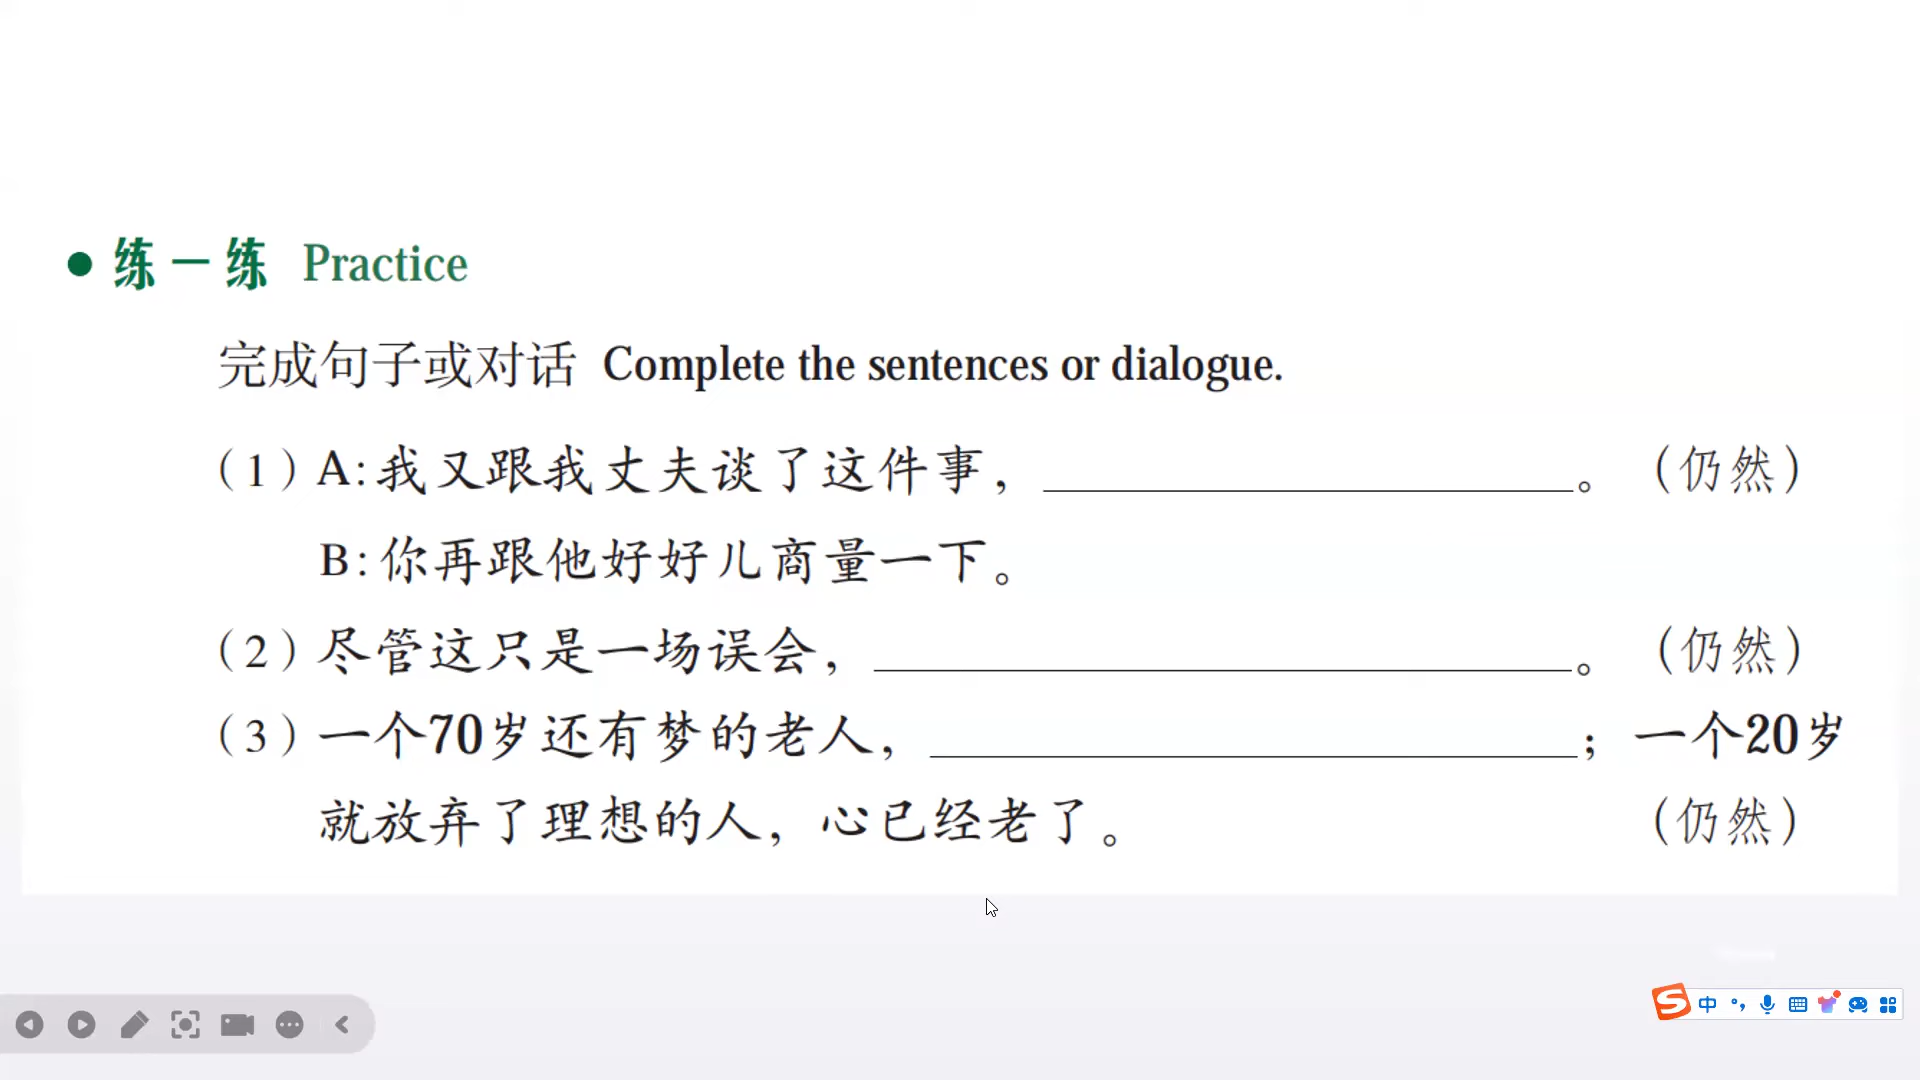 ● 练一练 Practice
完成句子或对话 Complete the sentences or dialogue.
（1）A:我又跟我丈夫谈了这件事，____________________。（仍然）
B:你再跟他好好儿商量一下。
（2）尽管这只是一场误会，____________________。（仍然）
（3）一个70岁还有梦的老人，____________________；一个20岁
就放弃了理想的人，心已经老了。（仍然）
S 中 °,